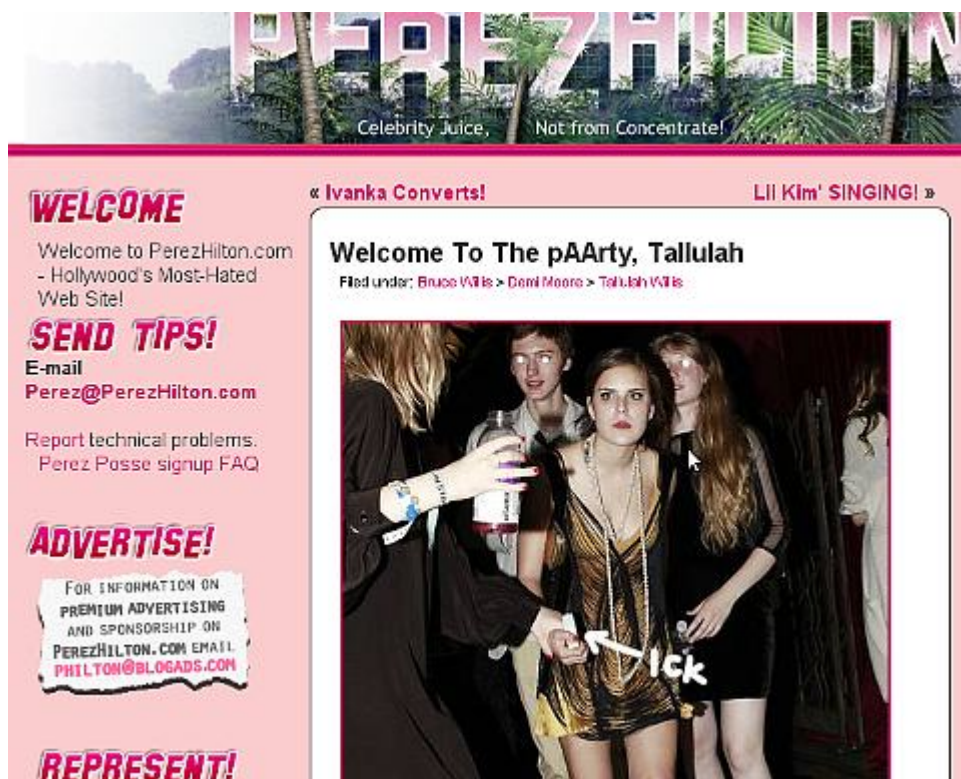 PEREZHILTON
Celebrity Juice, Not from Concentrate!
« Ivanka Converts!
Lil Kim' SINGING! »
WELCOME
Welcome to PerezHilton.com
- Hollywood's Most-Hated
Web Site!
SEND TIPS!
E-mail
Perez@PerezHilton.com
Report technical problems.
Perez Posse signup FAQ
ADVERTISE!
FOR INFORMATION ON
PREMIUM ADVERTISING
AND SPONSORSHIP ON
PEREZHILTON.COM EMAIL
PHILTON@BLOGADS.COM
REPRESENT!
Welcome To The pAArty, Tallulah
Filed under: Bruce Willis > Demi Moore > Tallulah Willis
ICK